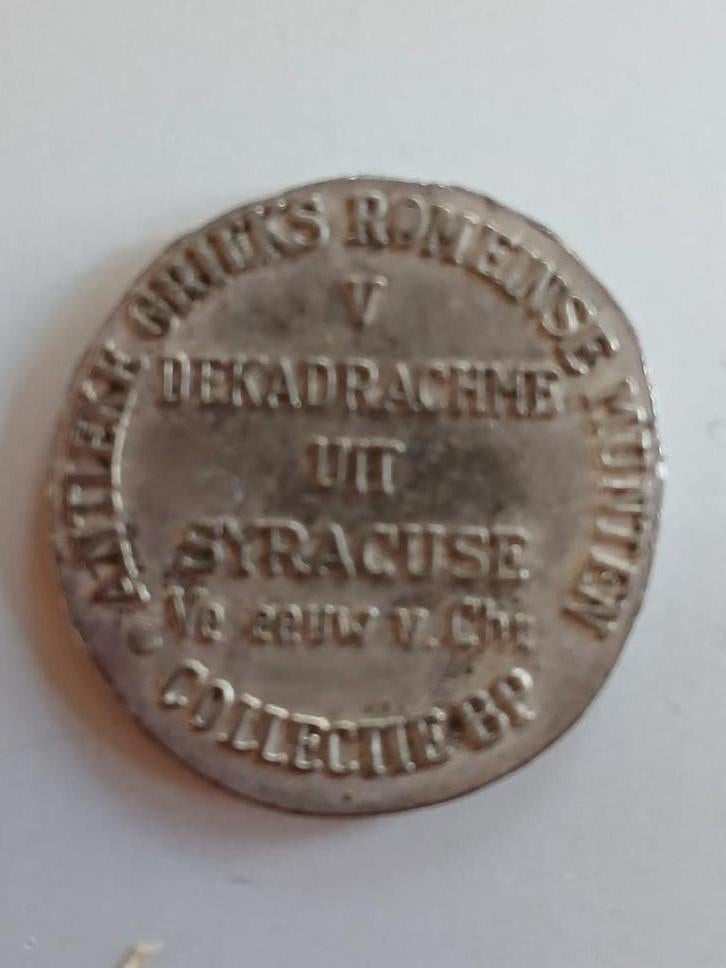 ANTIEKE GRIEKS ROMEINSE MUNTEN
V
DEKADRACHME
UIT
SYRACUSE
Ve eeuw v. Chr.
COLLECTIE BP